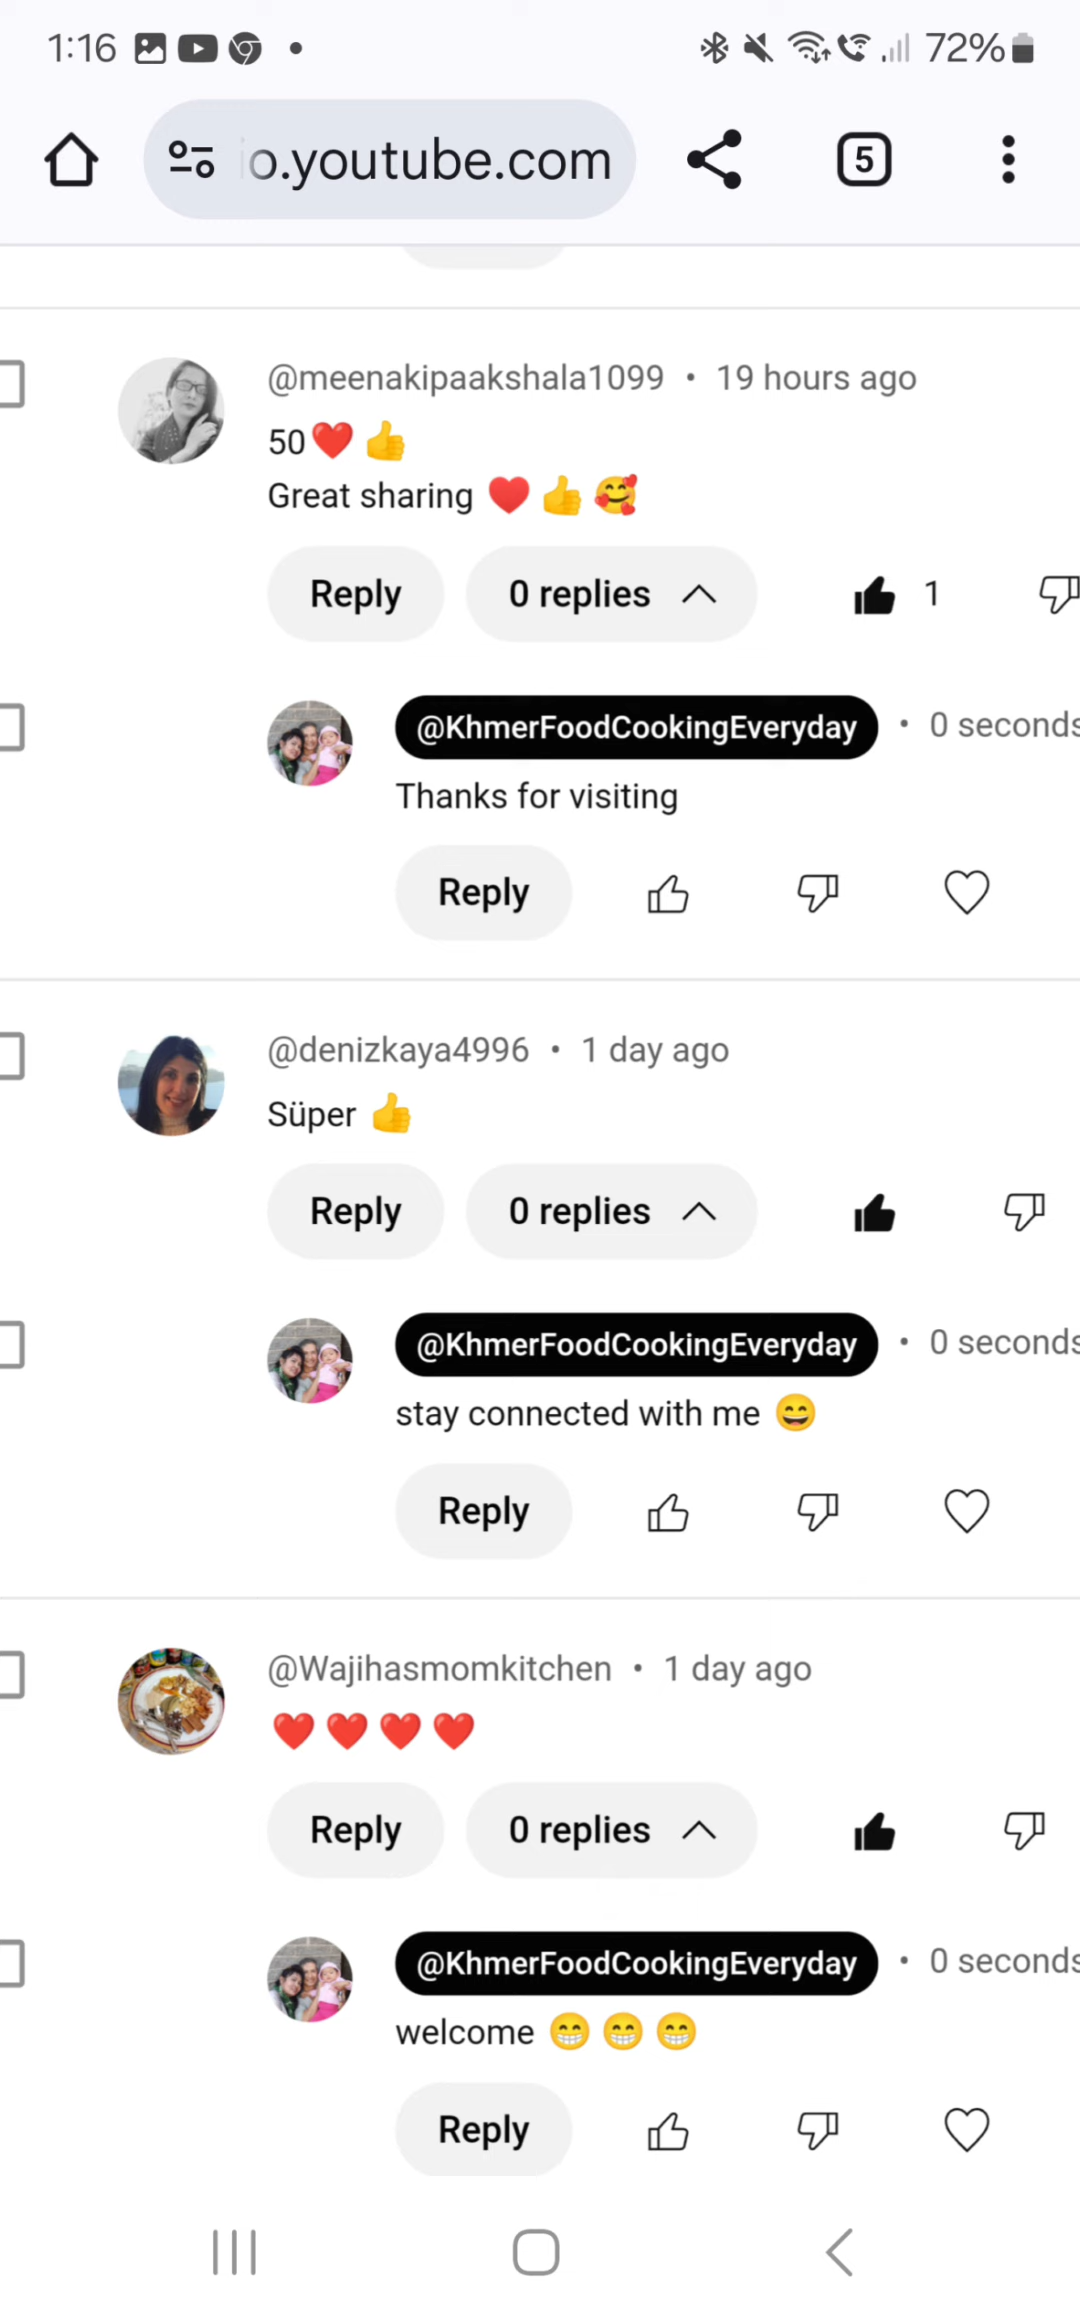 1:16 72%
o.youtube.com 5
@meenakipaakshala1099 • 19 hours ago
50❤️👍
Great sharing ❤️👍🥰
Reply 0 replies 1
@KhmerFoodCookingEveryday • 0 seconds
Thanks for visiting
Reply
@denizkaya4996 • 1 day ago
Süper 👍
Reply 0 replies
@KhmerFoodCookingEveryday • 0 seconds
stay connected with me 😄
Reply
@Wajihasmomkitchen • 1 day ago
❤️❤️❤️❤️
Reply 0 replies
@KhmerFoodCookingEveryday • 0 seconds
welcome 😁😁😁
Reply